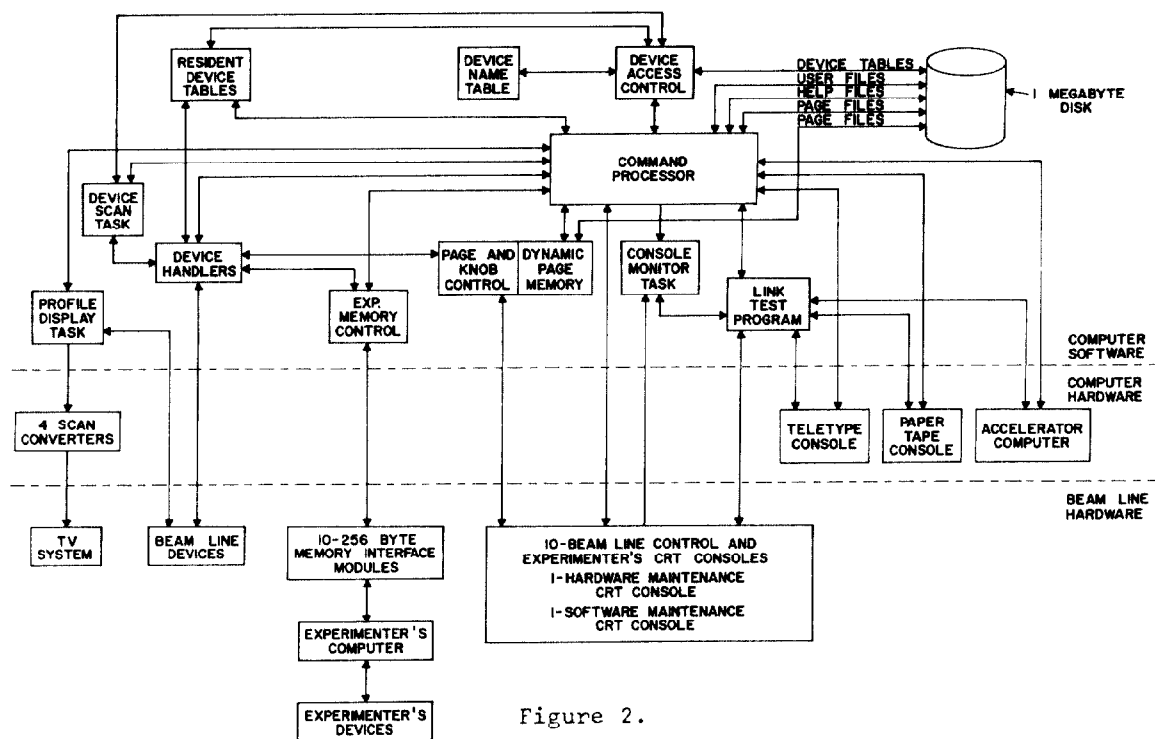 RESIDENT
DEVICE
TABLES
DEVICE
NAME
TABLE
DEVICE
ACCESS
CONTROL
DEVICE TABLES
USER FILES
HELP FILES
PAGE FILES
PAGE FILES
1 MEGABYTE
DISK
COMMAND
PROCESSOR
DEVICE
SCAN
TASK
DEVICE
HANDLERS
PAGE AND
KNOB
CONTROL
DYNAMIC
PAGE
MEMORY
CONSOLE
MONITOR
TASK
LINK
TEST
PROGRAM
PROFILE
DISPLAY
TASK
EXP.
MEMORY
CONTROL
COMPUTER
SOFTWARE
COMPUTER
HARDWARE
4 SCAN
CONVERTERS
TELETYPE
CONSOLE
PAPER
TAPE
CONSOLE
ACCELERATOR
COMPUTER
BEAM LINE
HARDWARE
TV
SYSTEM
BEAM LINE
DEVICES
10-256 BYTE
MEMORY INTERFACE
MODULES
10-BEAM LINE CONTROL AND
EXPERIMENTER'S CRT CONSOLES
1-HARDWARE MAINTENANCE
CRT CONSOLE
1-SOFTWARE MAINTENANCE
CRT CONSOLE
EXPERIMENTER'S
COMPUTER
EXPERIMENTER'S
DEVICES
Figure 2.